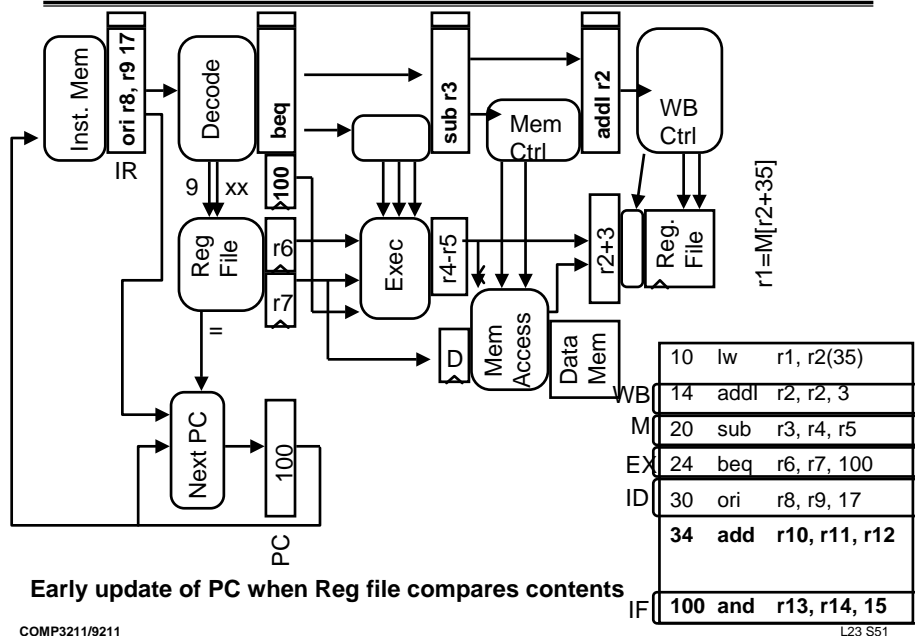 Inst. Mem
ori r8, r9 17
IR
Decode
beq
100
9 xx
Reg File
r6
r7
=
Next PC
100
PC
Exec
sub r3
r4-r5
Mem Ctrl
D
Mem Access
Data Mem
addI r2
r2+3
WB Ctrl
Reg. File
r1=M[r2+35]
10 lw r1, r2(35)
WB 14 addI r2, r2, 3
M 20 sub r3, r4, r5
EX 24 beq r6, r7, 100
ID 30 ori r8, r9, 17
34 add r10, r11, r12
IF 100 and r13, r14, 15
Early update of PC when Reg file compares contents
COMP3211/9211
L23 S51